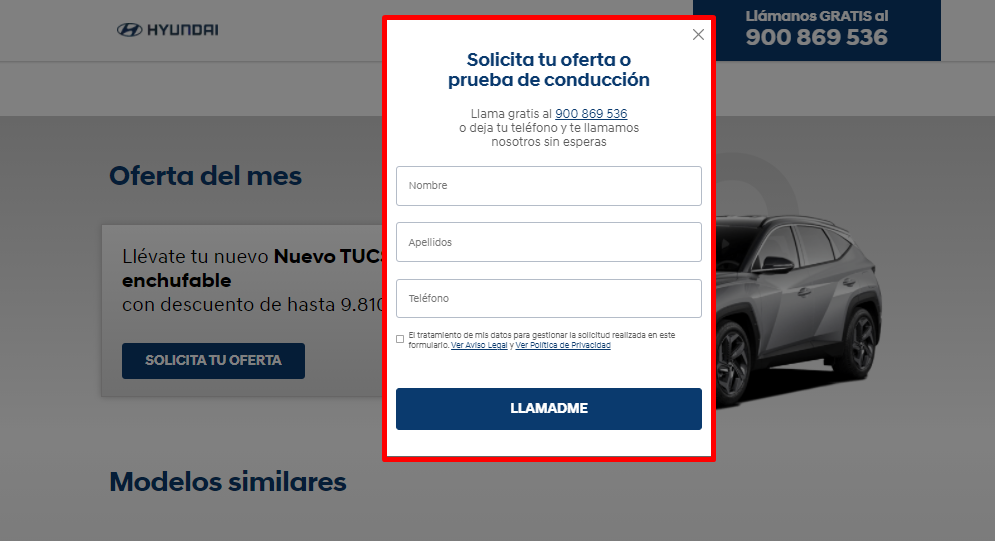 HYUNDAI
Llámanos GRATIS al
900 869 536
Solicita tu oferta o
prueba de conducción
Llama gratis al 900 869 536
o deja tu teléfono y te llamamos
nosotros sin esperas
Nombre
Apellidos
Teléfono
El tratamiento de mis datos para gestionar la solicitud realizada en este
formulario. Ver Aviso Legal y Ver Política de Privacidad
LLAMADME
Oferta del mes
Llévate tu nuevo Nuevo TUCS
enchufable
con descuento de hasta 9.810
SOLICITA TU OFERTA
Modelos similares